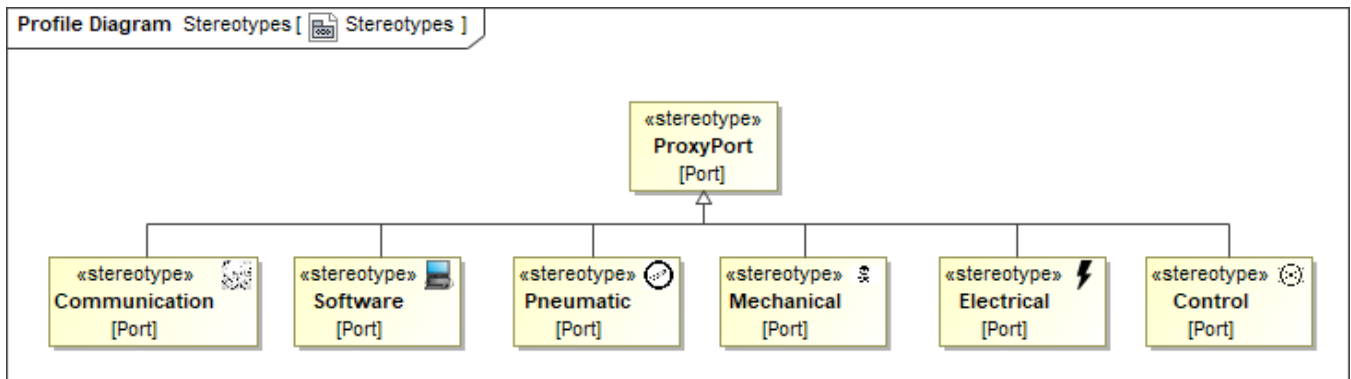 Profile Diagram Stereotypes [ Stereotypes ]
«stereotype»
ProxyPort
[Port]
«stereotype»
Communication
[Port]
«stereotype»
Software
[Port]
«stereotype»
Pneumatic
[Port]
«stereotype»
Mechanical
[Port]
«stereotype»
Electrical
[Port]
«stereotype»
Control
[Port]